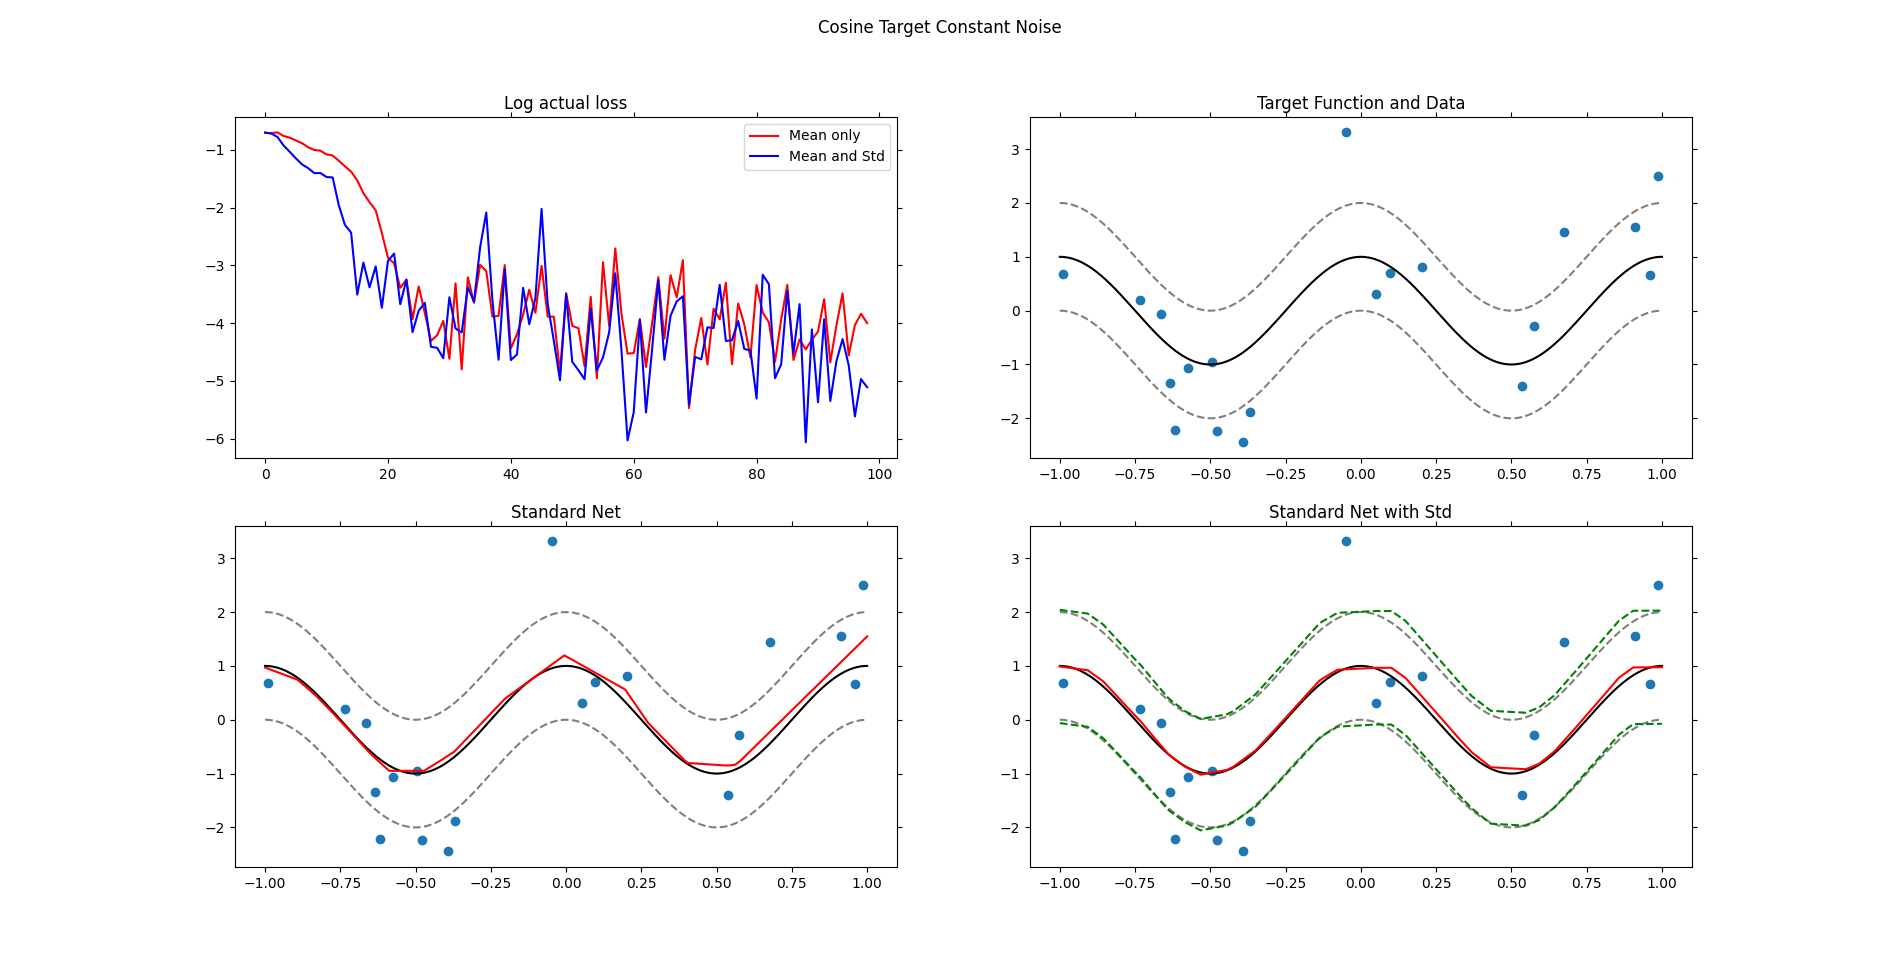 Cosine Target Constant Noise
Log actual loss
Mean only
Mean and Std
−1
−2
−3
−4
−5
−6
0 20 40 60 80 100
Target Function and Data
3
2
1
0
−1
−2
−1.00 −0.75 −0.50 −0.25 0.00 0.25 0.50 0.75 1.00
Standard Net
3
2
1
0
−1
−2
−1.00 −0.75 −0.50 −0.25 0.00 0.25 0.50 0.75 1.00
Standard Net with Std
3
2
1
0
−1
−2
−1.00 −0.75 −0.50 −0.25 0.00 0.25 0.50 0.75 1.00